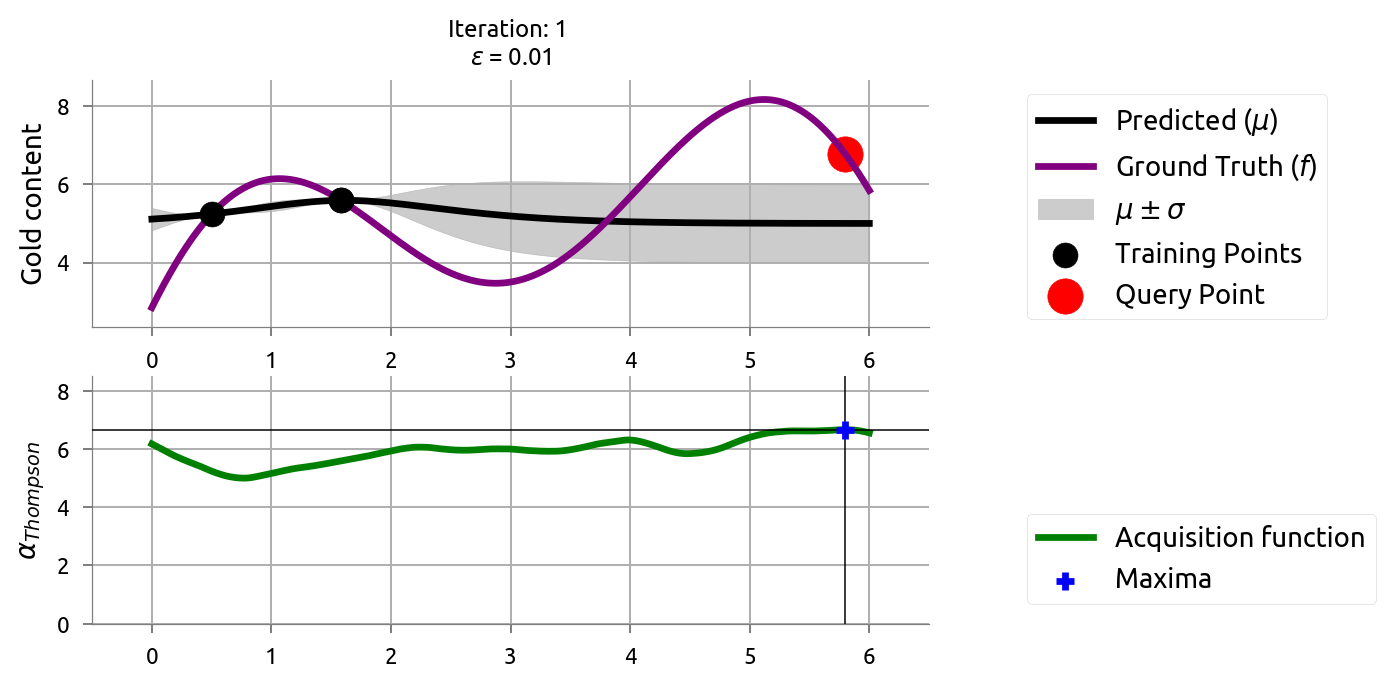 Iteration: 1
ε = 0.01
Gold content
8
6
4
0 1 2 3 4 5 6
Predicted (μ)
Ground Truth (f)
μ ± σ
Training Points
Query Point
α_Thompson
8
6
4
2
0
0 1 2 3 4 5 6
Acquisition function
Maxima